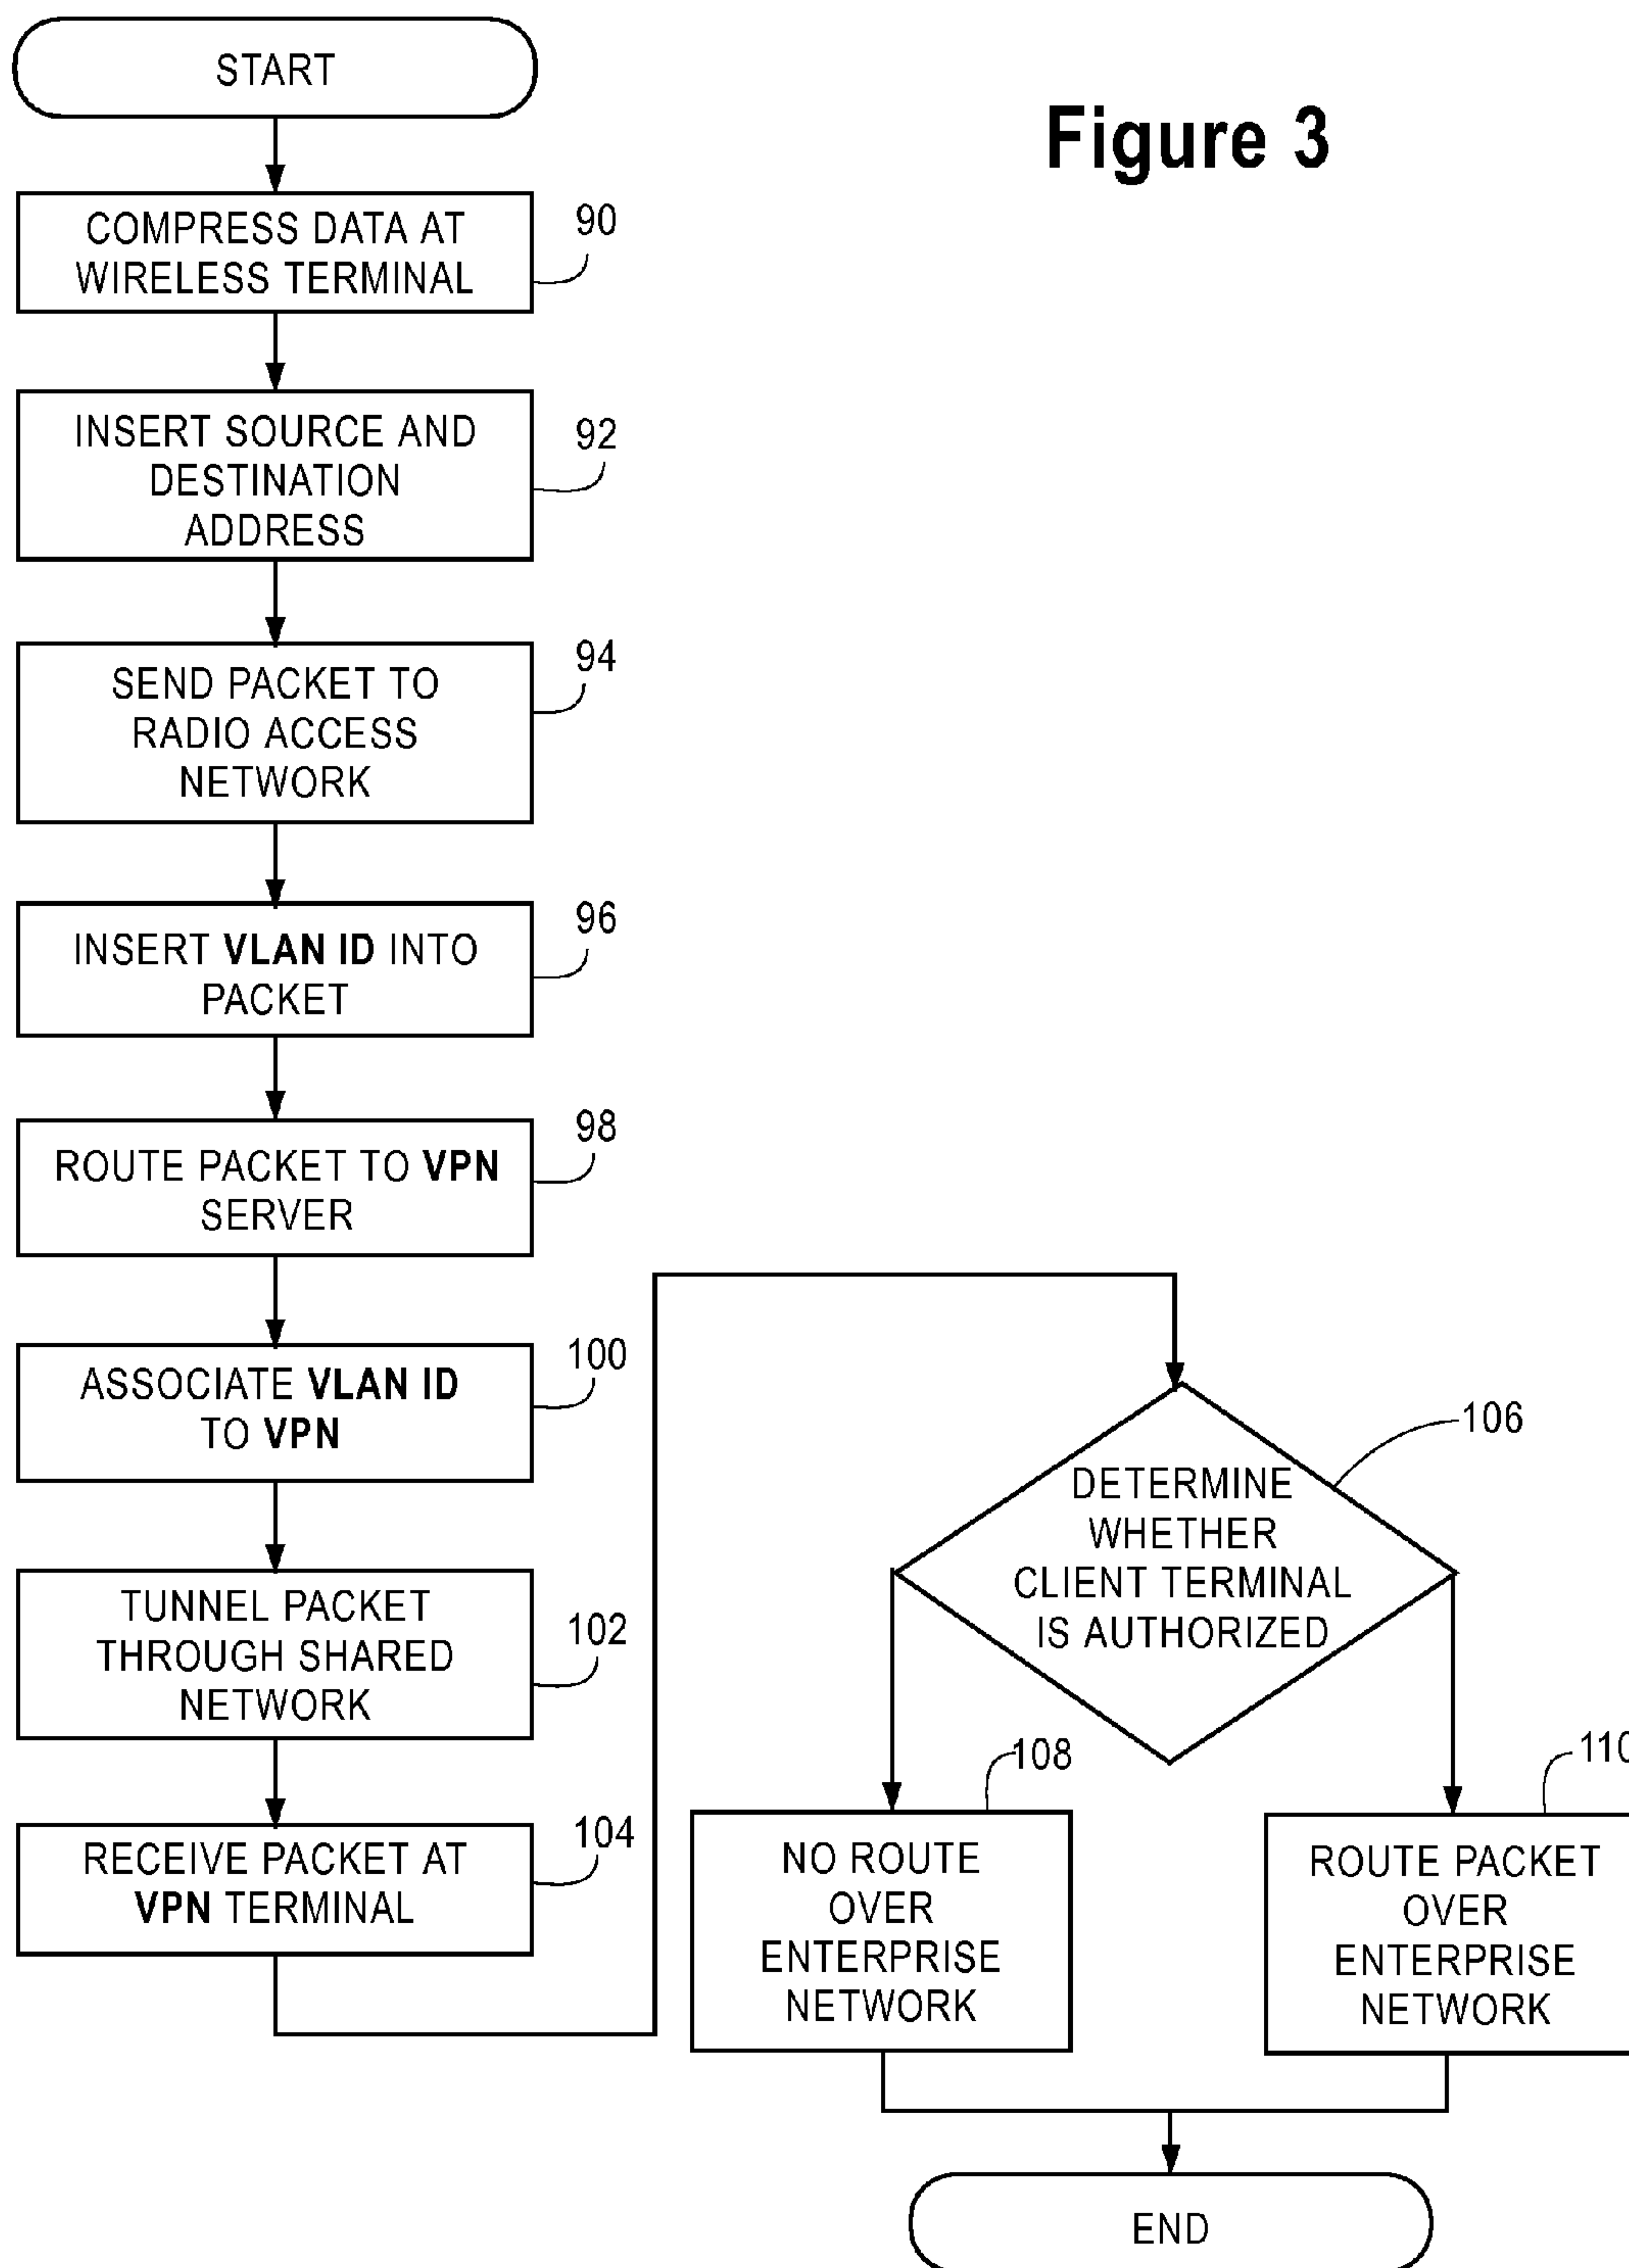 START
Figure 3
COMPRESS DATA AT
WIRELESS TERMINAL
90
INSERT SOURCE AND
DESTINATION
ADDRESS
92
SEND PACKET TO
RADIO ACCESS
NETWORK
94
INSERT VLAN ID INTO
PACKET
96
ROUTE PACKET TO VPN
SERVER
98
ASSOCIATE VLAN ID
TO VPN
100
TUNNEL PACKET
THROUGH SHARED
NETWORK
102
RECEIVE PACKET AT
VPN TERMINAL
104
DETERMINE
WHETHER
CLIENT TERMINAL
IS AUTHORIZED
106
NO ROUTE
OVER
ENTERPRISE
NETWORK
108
ROUTE PACKET
OVER
ENTERPRISE
NETWORK
110
END